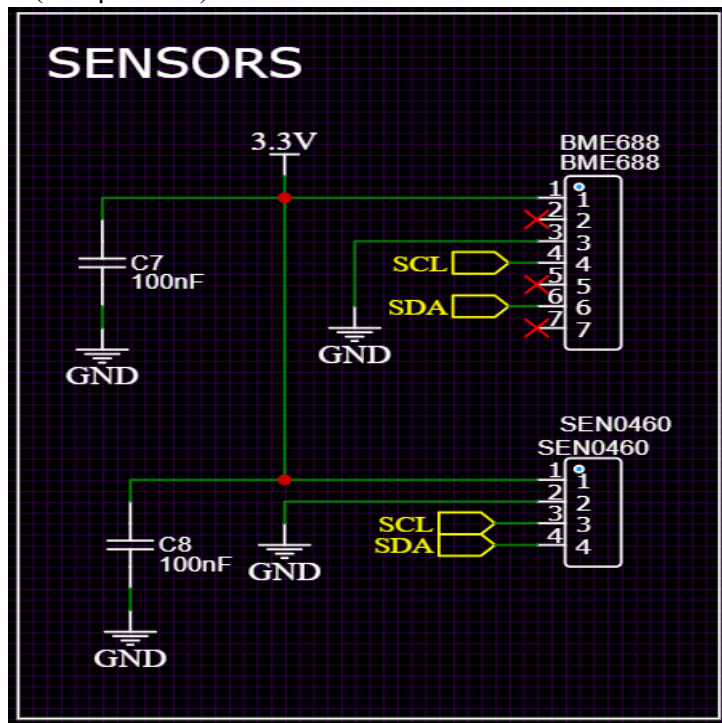 SENSORS
3.3V
BME688
BME688
1 1
2 2
3 3
SCL 4 4
5 5
SDA 6 6
7 7
C7
100nF
GND
GND
SEN0460
SEN0460
1 1
2 2
SCL 3 3
SDA 4 4
C8
100nF
GND
GND